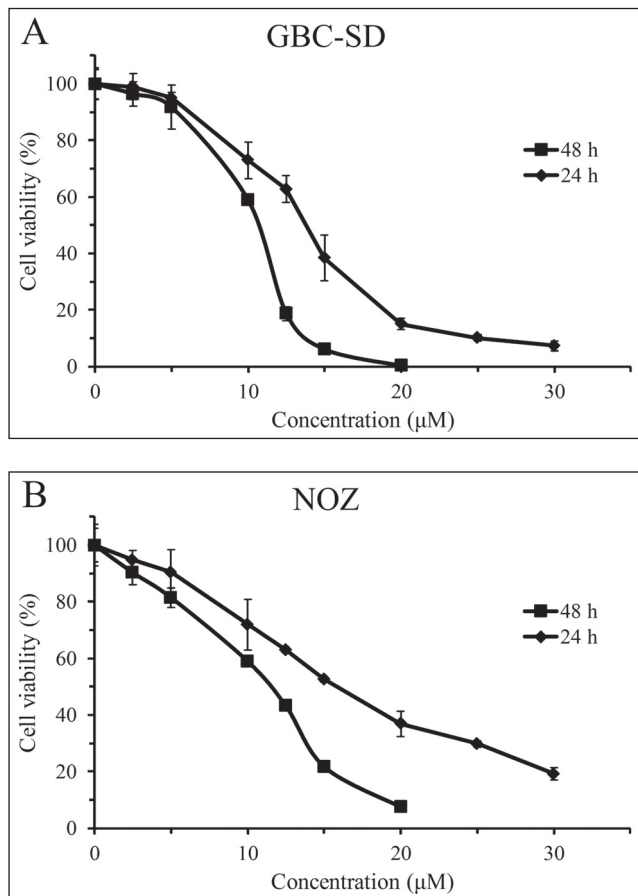 A
GBC-SD
100
80
60
40
20
0
Cell viability (%)
48 h
24 h
0 10 20 30
Concentration (μM)
B
NOZ
100
80
60
40
20
0
Cell viability (%)
48 h
24 h
0 10 20 30
Concentration (μM)